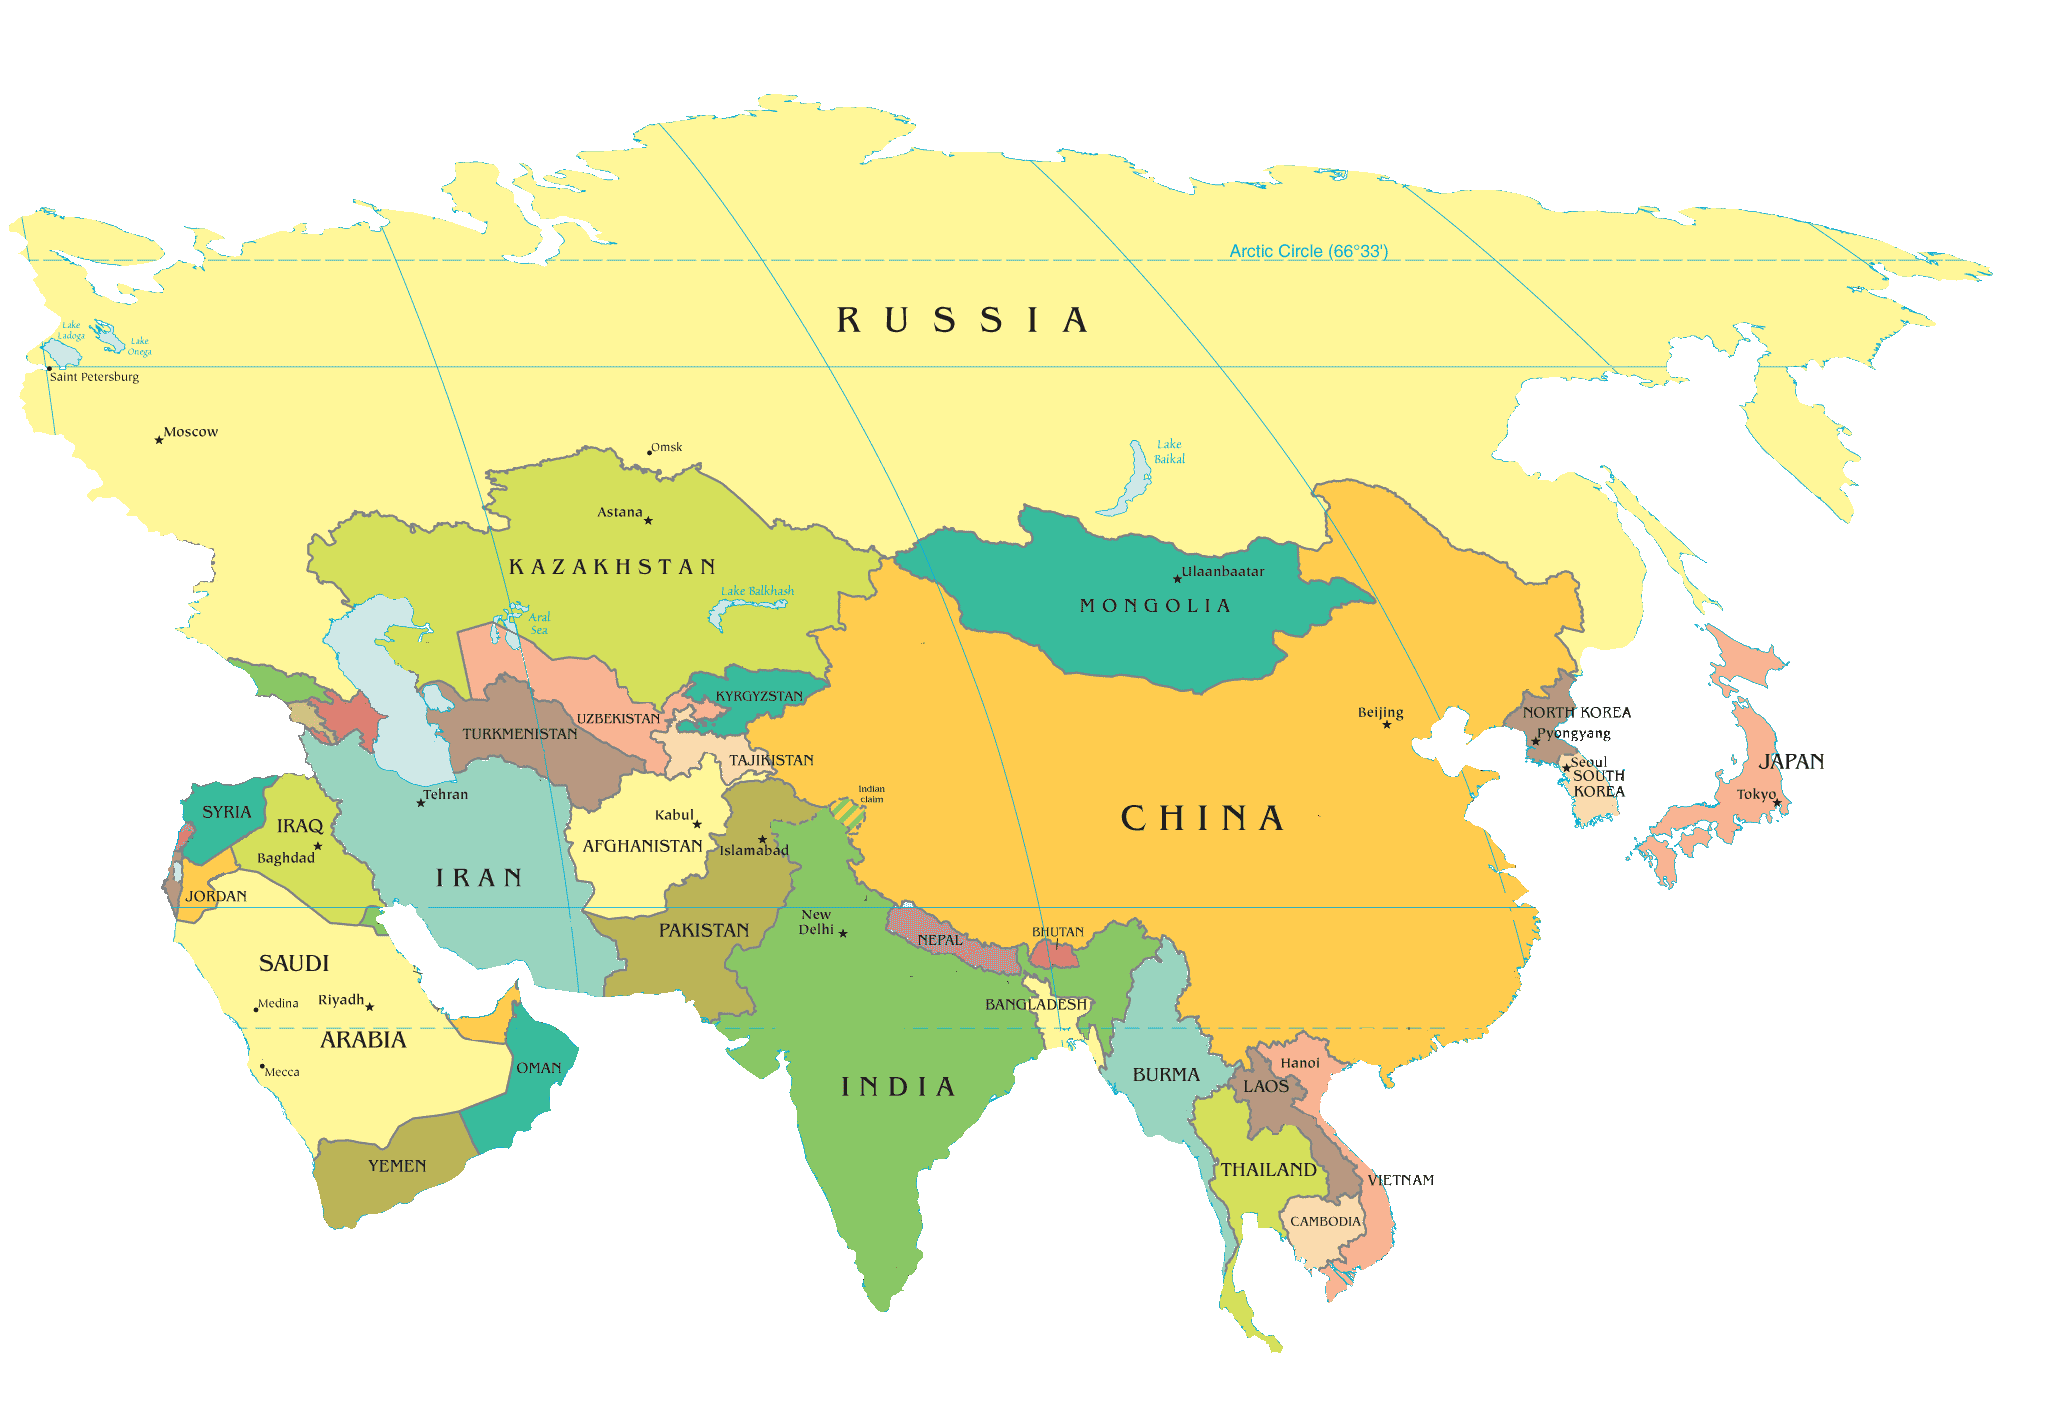 Arctic Circle (66°33')
RUSSIA
Lake
Ladoga
Lake
Onega
Saint Petersburg
Moscow
Omsk
Lake
Baikal
Astana
KAZAKHSTAN
Ulaanbaatar
MONGOLIA
Lake Balkhash
Aral
Sea
KYRGYZSTAN
UZBEKISTAN
TURKMENISTAN
TAJIKISTAN
Beijing
NORTH KOREA
Pyongyang
Seoul
SOUTH
KOREA
JAPAN
Tokyo
Tehran
Indian
claim
SYRIA
IRAQ
Baghdad
Kabul
AFGHANISTAN
Islamabad
CHINA
IRAN
JORDAN
PAKISTAN
New
Delhi
NEPAL
BHUTAN
SAUDI
ARABIA
Medina
Riyadh
Mecca
BANGLADESH
OMAN
INDIA
BURMA
Hanoi
LAOS
YEMEN
THAILAND
VIETNAM
CAMBODIA